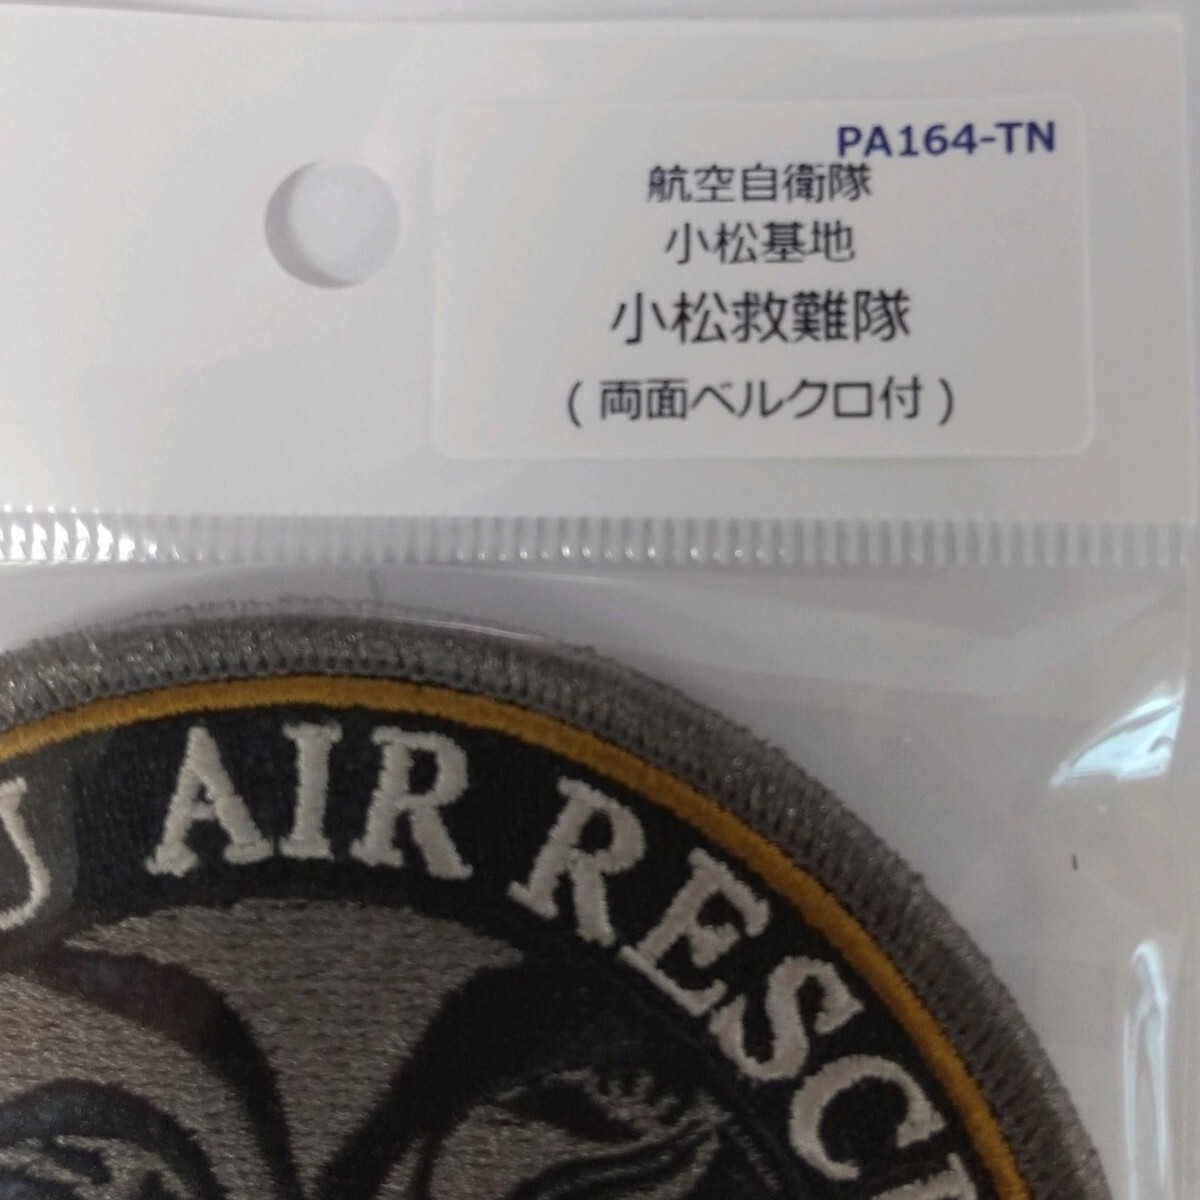 PA164-TN
航空自衛隊
小松基地
小松救難隊
(両面ベルクロ付)
U AIR RESC